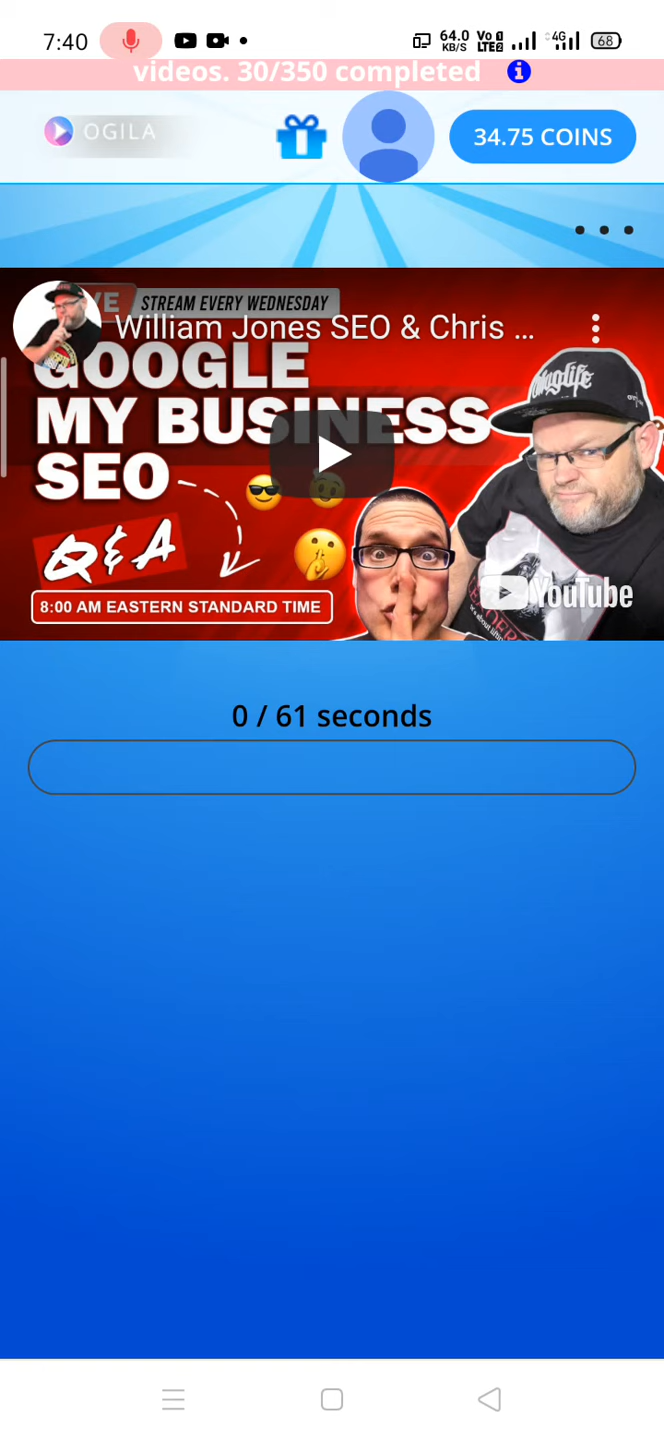 7:40
64.0
KB/S
Vo
LTE2
4G
68
videos. 30/350 completed
OGILA
34.75 COINS
STREAM EVERY WEDNESDAY
William Jones SEO & Chris ...
GOOGLE
MY BUSINESS
SEO
Q & A
8:00 AM EASTERN STANDARD TIME
YouTube
0 / 61 seconds